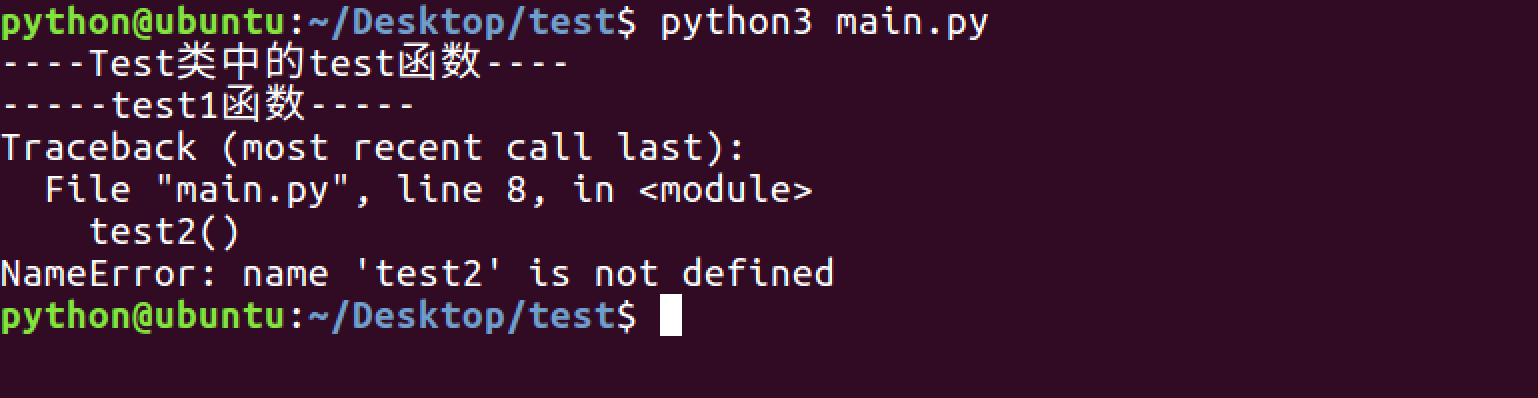 python@ubuntu:~/Desktop/test$ python3 main.py
----Test类中的test函数----
-----test1函数-----
Traceback (most recent call last):
  File "main.py", line 8, in <module>
    test2()
NameError: name 'test2' is not defined
python@ubuntu:~/Desktop/test$